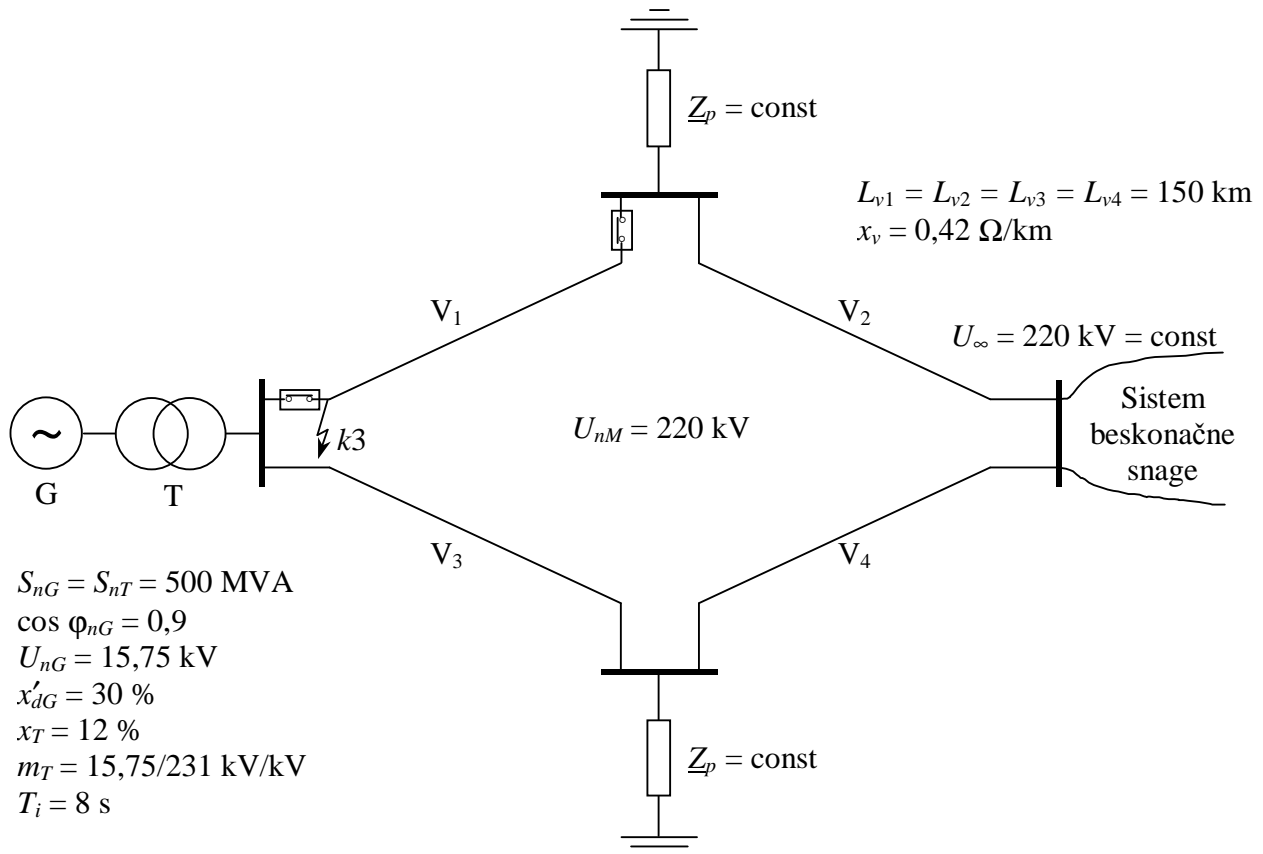 Z_p = const
L_v1 = L_v2 = L_v3 = L_v4 = 150 km
x_v = 0,42 Ω/km
V_1
V_2
U_∞ = 220 kV = const
Sistem
beskonačne
snage
~
k3
U_nM = 220 kV
G
T
V_3
V_4
S_nG = S_nT = 500 MVA
cos φ_nG = 0,9
U_nG = 15,75 kV
x'_dG = 30 %
x_T = 12 %
m_T = 15,75/231 kV/kV
T_i = 8 s
Z_p = const